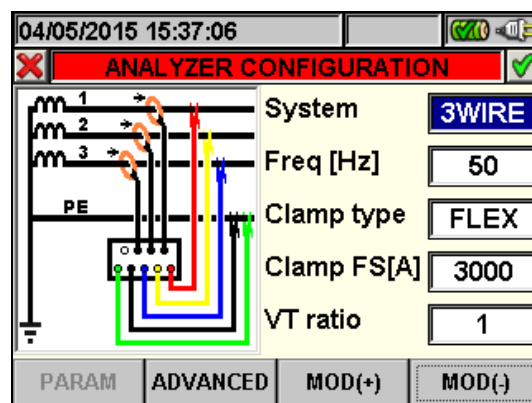 04/05/2015 15:37:06
ANALYZER CONFIGURATION
1
2
3
PE
System 3WIRE
Freq [Hz] 50
Clamp type FLEX
Clamp FS[A] 3000
VT ratio 1
PARAM ADVANCED MOD(+) MOD(-)